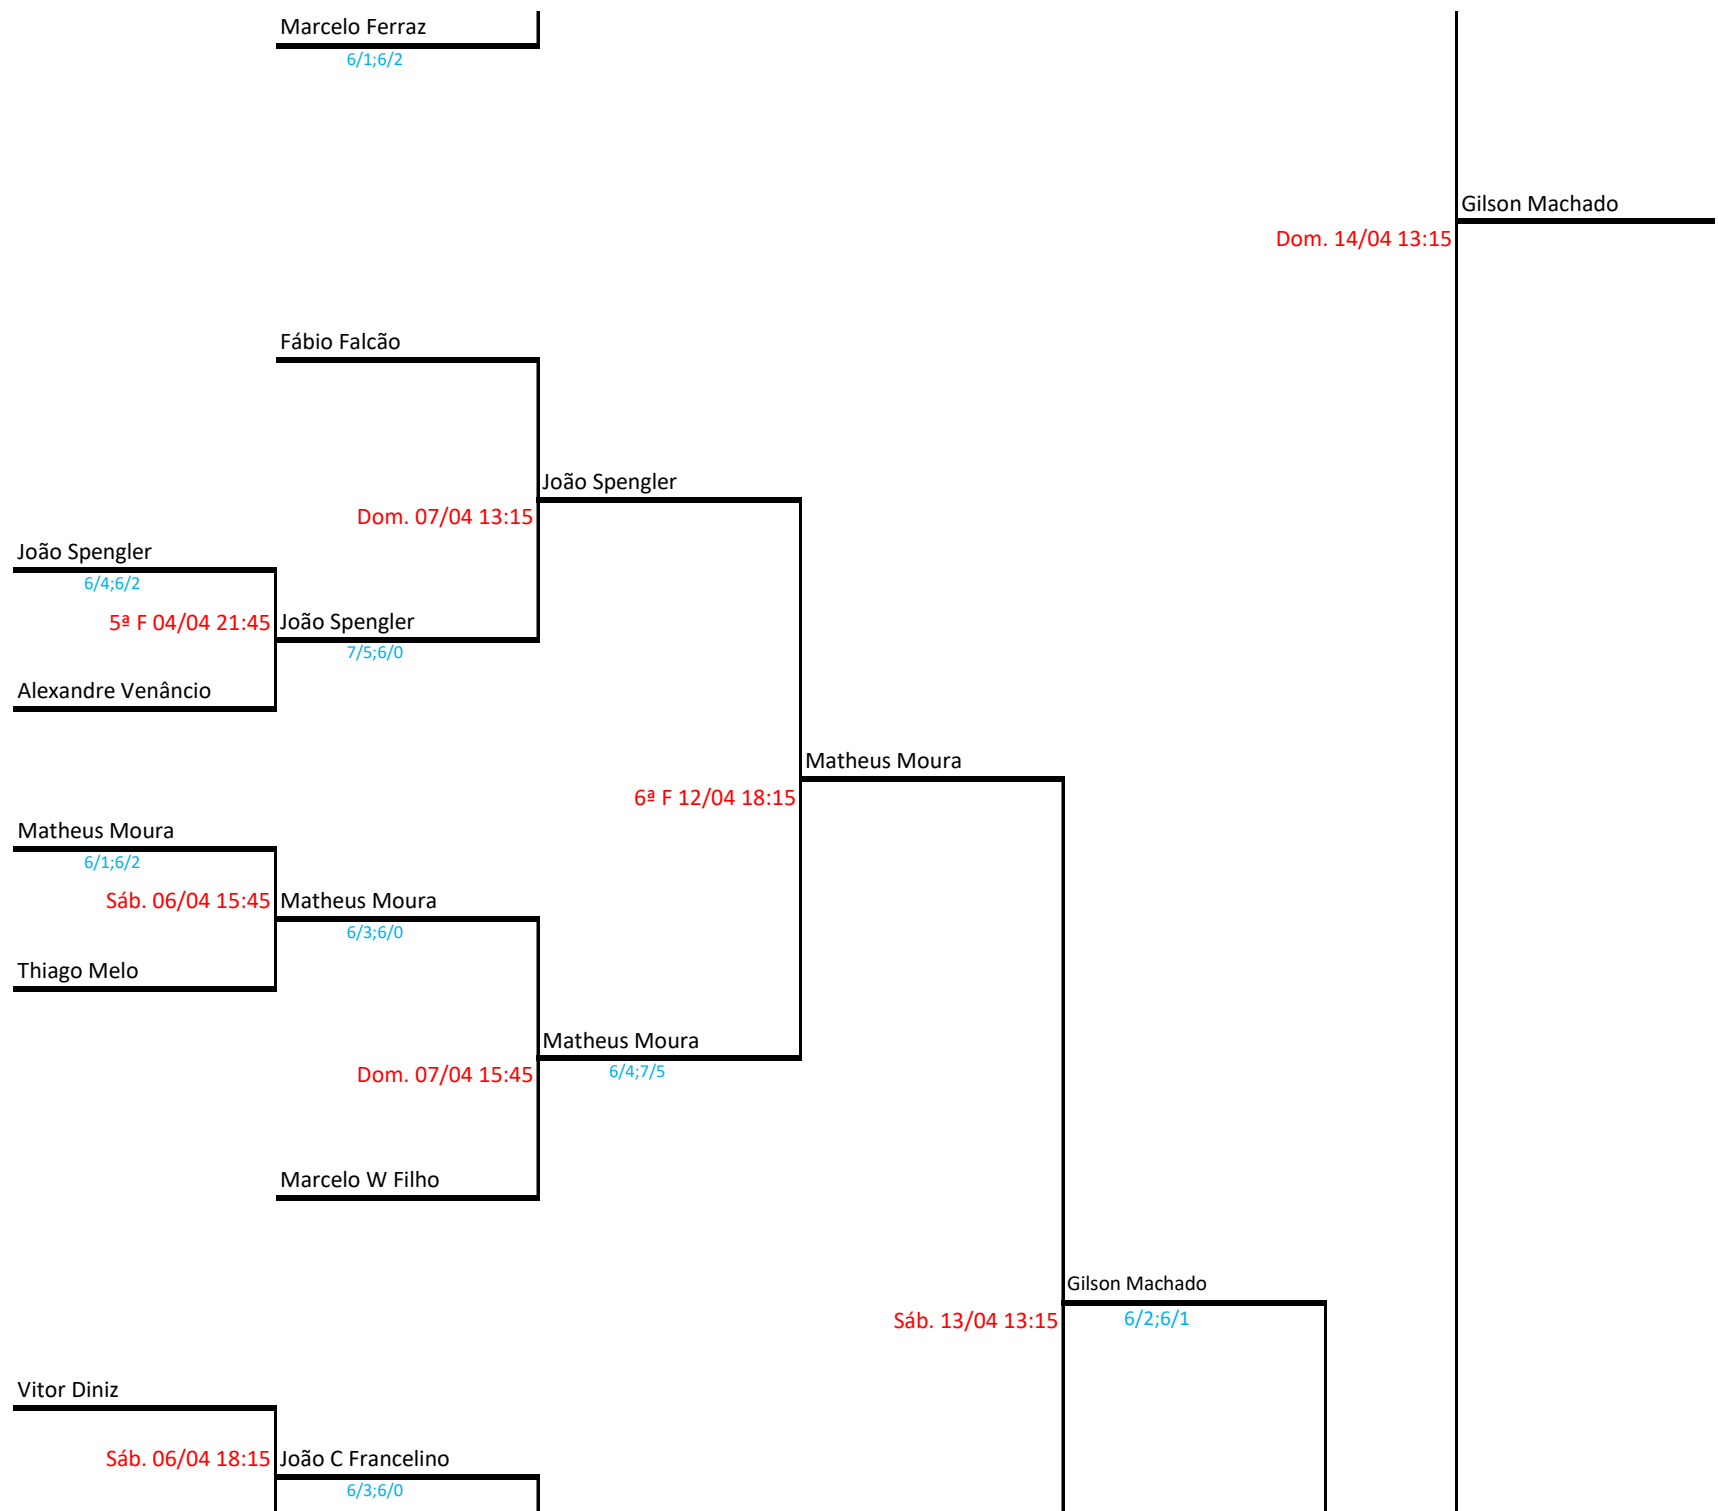 Marcelo Ferraz
6/1;6/2
Gilson Machado
Dom. 14/04 13:15
Fábio Falcão
João Spengler
Dom. 07/04 13:15
João Spengler
6/4;6/2
5ª F 04/04 21:45
João Spengler
7/5;6/0
Alexandre Venâncio
Matheus Moura
6ª F 12/04 18:15
Matheus Moura
6/1;6/2
Sáb. 06/04 15:45
Matheus Moura
6/3;6/0
Thiago Melo
Matheus Moura
Dom. 07/04 15:45
6/4;7/5
Marcelo W Filho
Gilson Machado
Sáb. 13/04 13:15
6/2;6/1
Vitor Diniz
Sáb. 06/04 18:15
João C Francelino
6/3;6/0